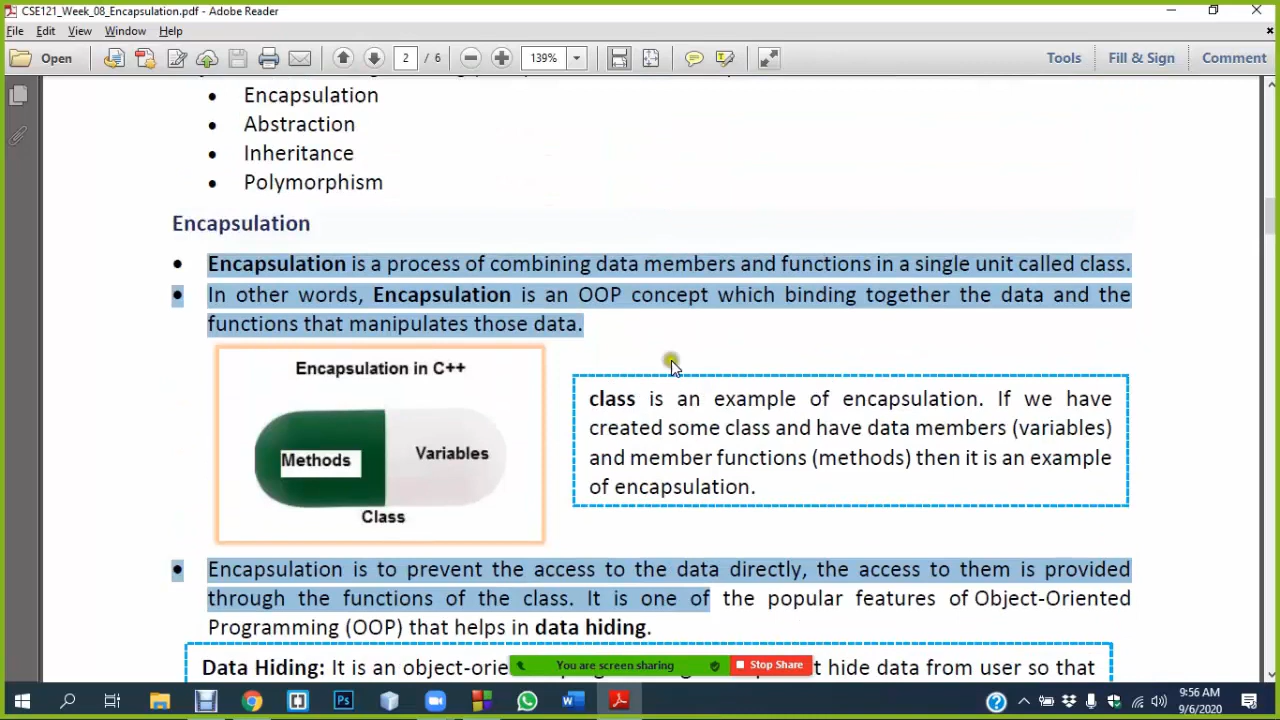 CSE121_Week_08_Encapsulation.pdf - Adobe Reader
File Edit View Window Help
Open 2 / 6 139% Tools Fill & Sign Comment
• Encapsulation
• Abstraction
• Inheritance
• Polymorphism
Encapsulation
• Encapsulation is a process of combining data members and functions in a single unit called class.
• In other words, Encapsulation is an OOP concept which binding together the data and the
functions that manipulates those data.
Encapsulation in C++
Methods
Variables
Class
class is an example of encapsulation. If we have
created some class and have data members (variables)
and member functions (methods) then it is an example
of encapsulation.
• Encapsulation is to prevent the access to the data directly, the access to them is provided
through the functions of the class. It is one of the popular features of Object-Oriented
Programming (OOP) that helps in data hiding.
Data Hiding: It is an object-orie t hide data from user so that
You are screen sharing Stop Share
9:56 AM
9/6/2020